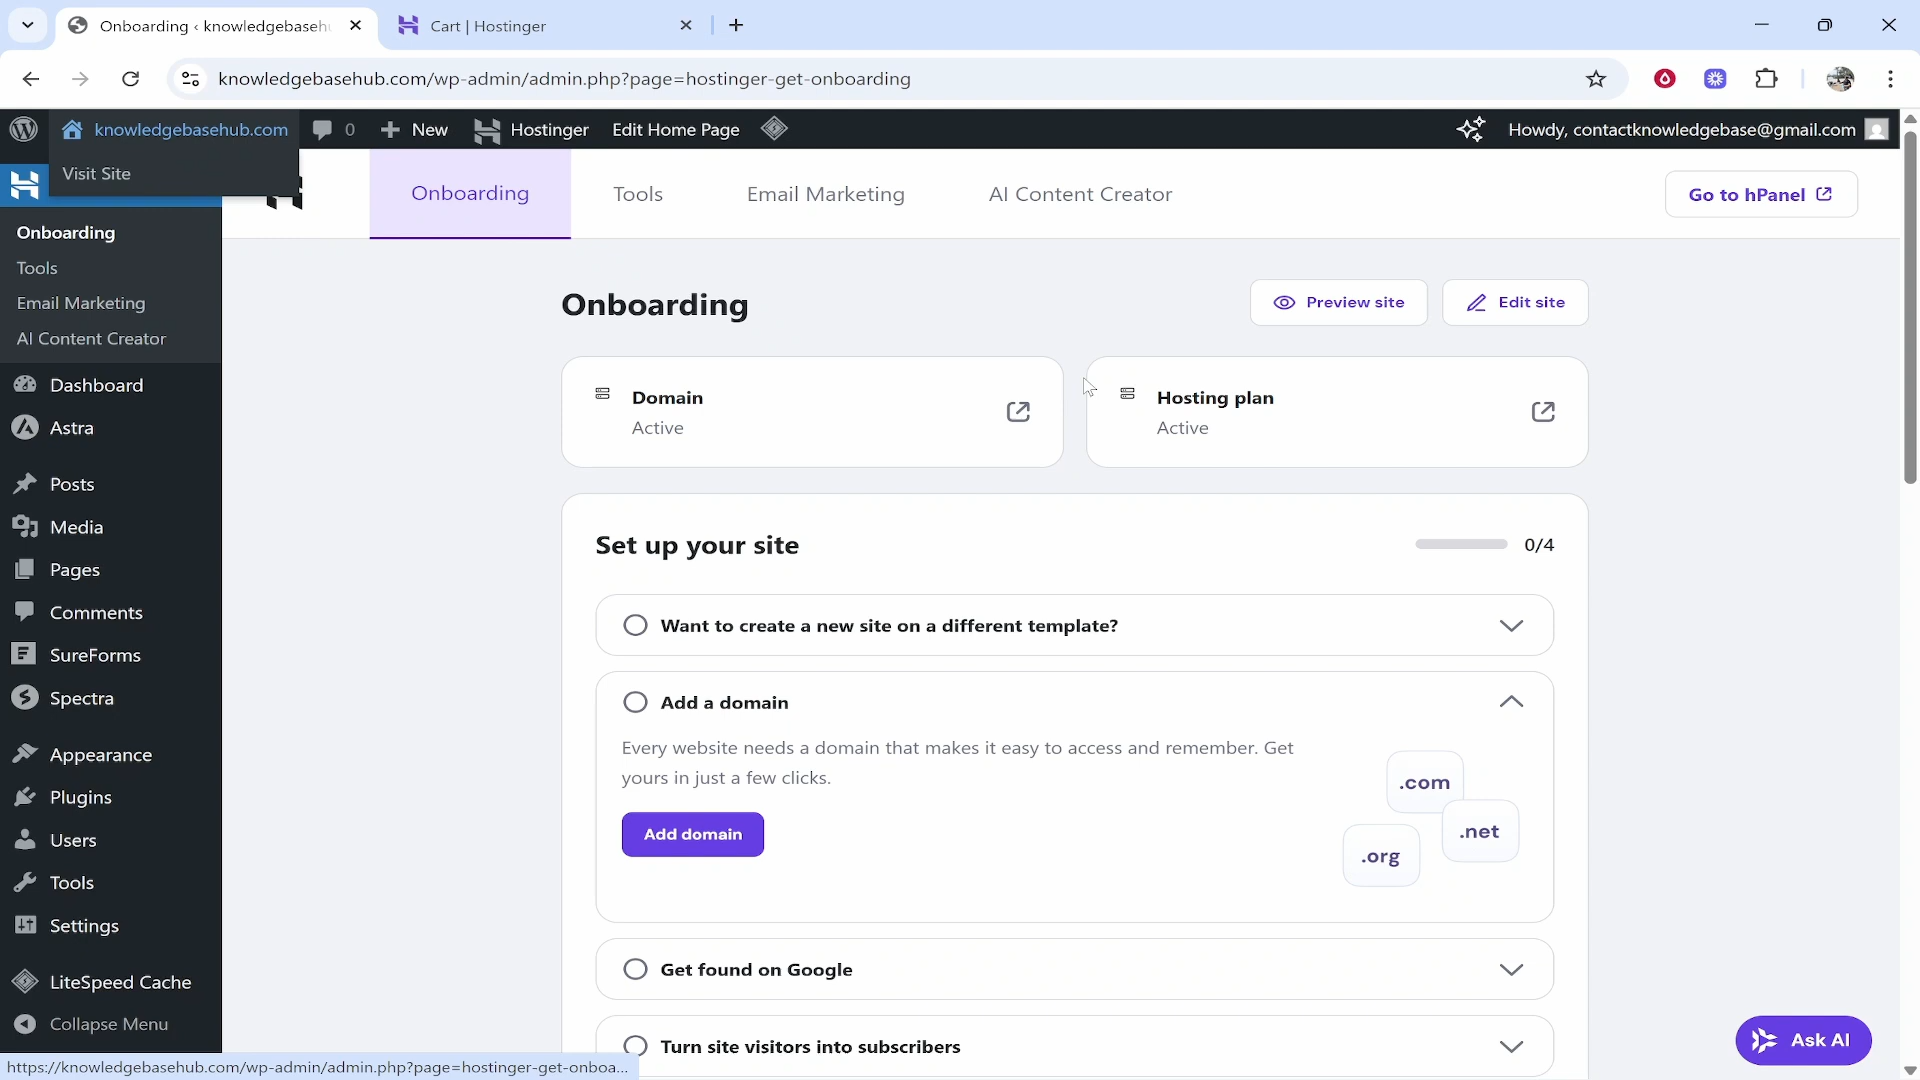 Onboarding ‹ knowledgebaseh
Cart | Hostinger
knowledgebasehub.com/wp-admin/admin.php?page=hostinger-get-onboarding
knowledgebasehub.com
0
New
Hostinger
Edit Home Page
Howdy, contactknowledgebase@gmail.com
Visit Site
Onboarding
Tools
Email Marketing
AI Content Creator
Go to hPanel
Onboarding
Tools
Email Marketing
AI Content Creator
Dashboard
Astra
Posts
Media
Pages
Comments
SureForms
Spectra
Appearance
Plugins
Users
Tools
Settings
LiteSpeed Cache
Collapse Menu
Onboarding
Preview site
Edit site
Domain
Active
Hosting plan
Active
Set up your site
0/4
Want to create a new site on a different template?
Add a domain
Every website needs a domain that makes it easy to access and remember. Get
yours in just a few clicks.
Add domain
.com
.net
.org
Get found on Google
Turn site visitors into subscribers
Ask AI
https://knowledgebasehub.com/wp-admin/admin.php?page=hostinger-get-onboa...